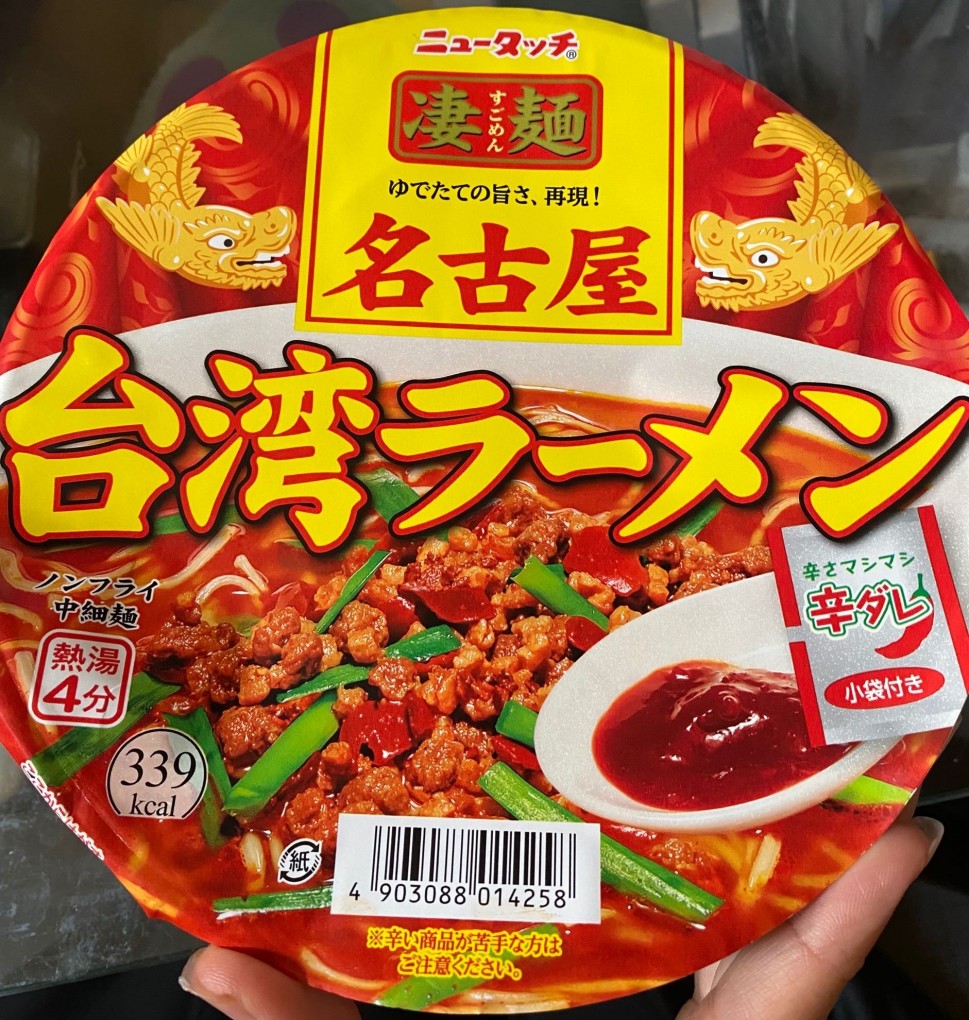 ニュータッチ®
凄麺
すごめん
ゆでたての旨さ、再現！
名古屋
台湾ラーメン
ノンフライ
中細麺
熱湯
4分
339
kcal
辛さマシマシ
辛ダレ
小袋付き
紙
4 903088 014258
※辛い商品が苦手な方は
ご注意ください。